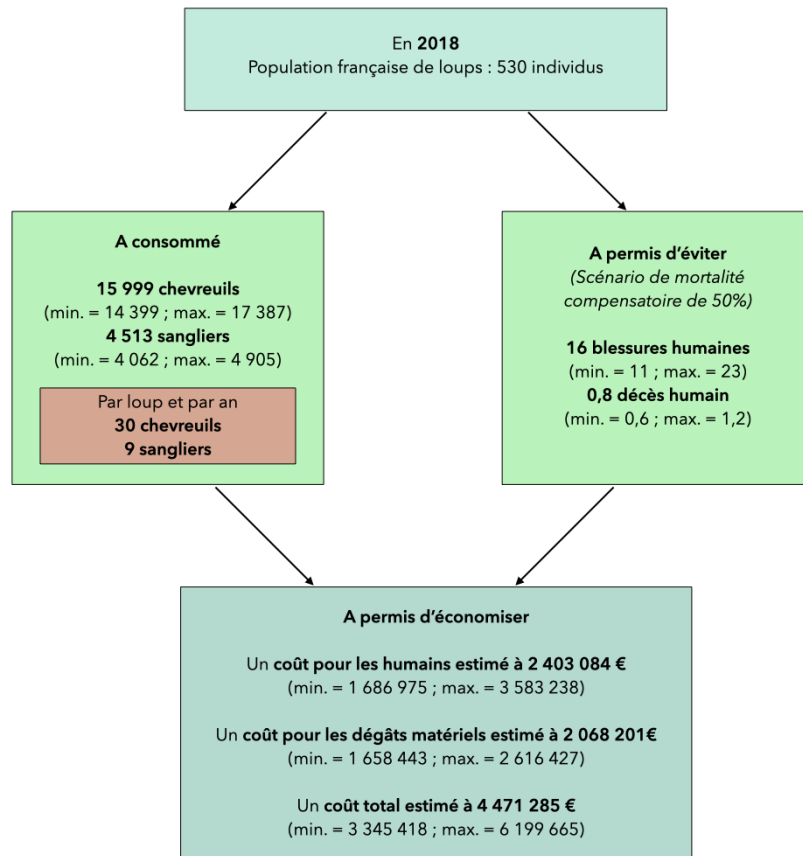 En 2018
Population française de loups : 530 individus
A consommé
15 999 chevreuils
(min. = 14 399 ; max. = 17 387)
4 513 sangliers
(min. = 4 062 ; max. = 4 905)
Par loup et par an
30 chevreuils
9 sangliers
A permis d'éviter
(Scénario de mortalité
compensatoire de 50%)
16 blessures humaines
(min. = 11 ; max. = 23)
0,8 décès humain
(min. = 0,6 ; max. = 1,2)
A permis d'économiser
Un coût pour les humains estimé à 2 403 084 €
(min. = 1 686 975 ; max. = 3 583 238)
Un coût pour les dégâts matériels estimé à 2 068 201€
(min. = 1 658 443 ; max. = 2 616 427)
Un coût total estimé à 4 471 285 €
(min. = 3 345 418 ; max. = 6 199 665)